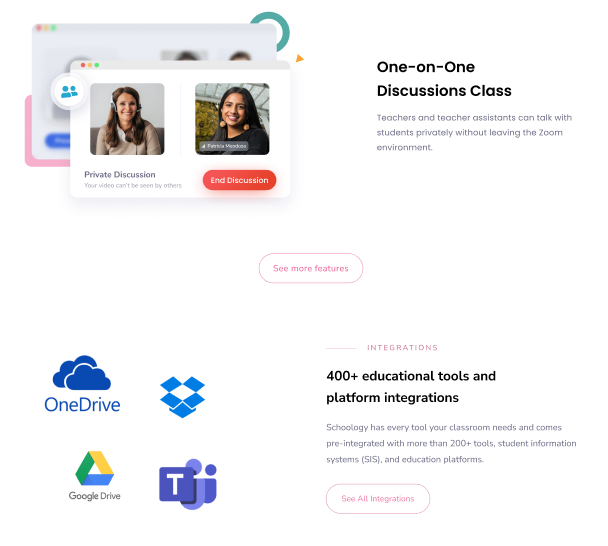 One-on-One
Discussions Class
Teachers and teacher assistants can talk with
students privately without leaving the Zoom
environment.
Patricia Mendoza
Private Discussion
Your video can't be seen by others
End Discussion
See more features
INTEGRATIONS
400+ educational tools and
platform integrations
Schoology has every tool your classroom needs and comes
pre-integrated with more than 200+ tools, student information
systems (SIS), and education platforms.
See All Integrations
OneDrive
Google Drive
T